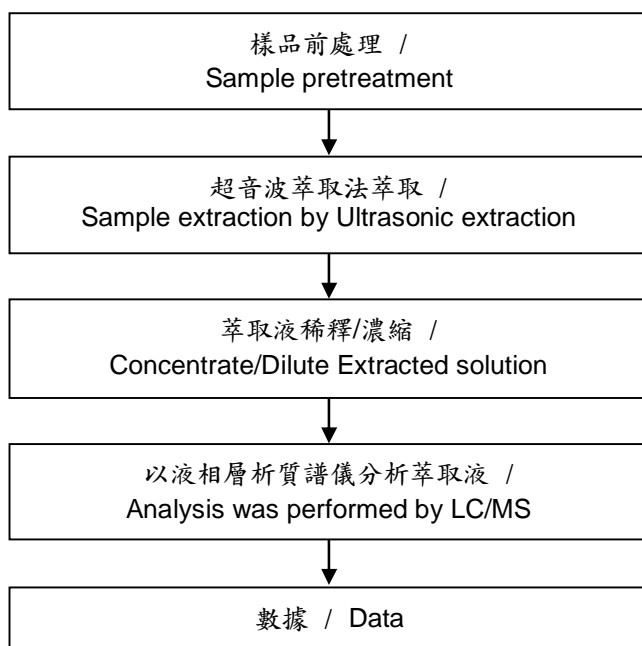 樣品前處理 /
Sample pretreatment
超音波萃取法萃取 /
Sample extraction by Ultrasonic extraction
萃取液稀釋/濃縮 /
Concentrate/Dilute Extracted solution
以液相層析質譜儀分析萃取液 /
Analysis was performed by LC/MS
數據 / Data